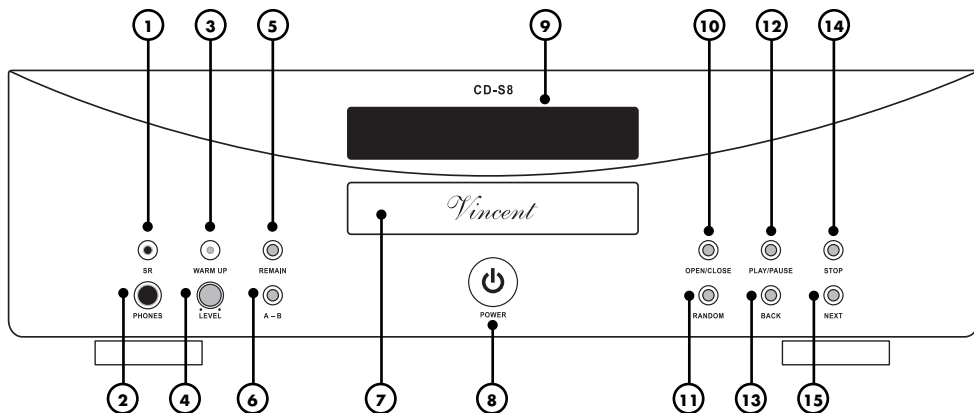 1 3 5 9 10 12 14
CD-S8
Vincent
SR WARM UP REMAIN OPEN/CLOSE PLAY/PAUSE STOP
PHONES LEVEL A – B POWER RANDOM BACK NEXT
2 4 6 7 8 11 13 15